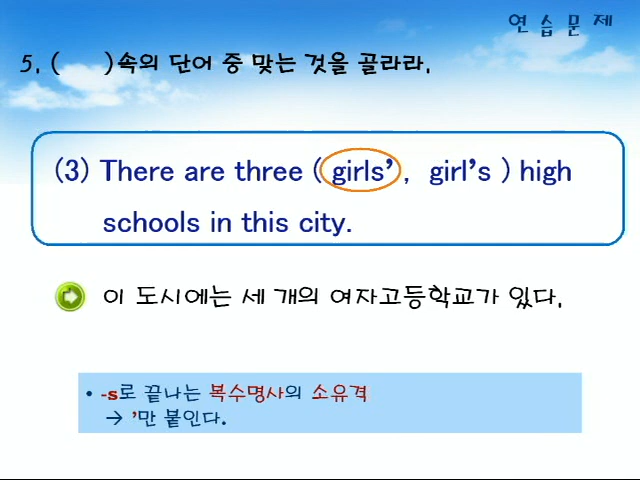 연습문제
5. (    )속의 단어 중 맞는 것을 골라라.
(3) There are three ( girls’ ,  girl’s ) high
schools in this city.
이 도시에는 세 개의 여자고등학교가 있다.
• -s로 끝나는 복수명사의 소유격
→ ’만 붙인다.